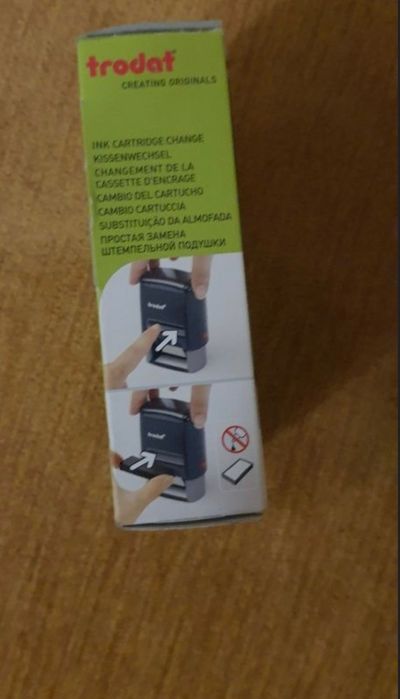 trodat
CREATING ORIGINALS
INK CARTRIDGE CHANGE
KISSENWECHSEL
CHANGEMENT DE LA
CASSETTE D'ENCRAGE
CAMBIO DEL CARTUCHO
CAMBIO CARTUCCIA
SUBSTITUIÇÃO DA ALMOFADA
ПРОСТАЯ ЗАМЕНА
ШТЕМПЕЛЬНОЙ ПОДУШКИ
trodat
trodat